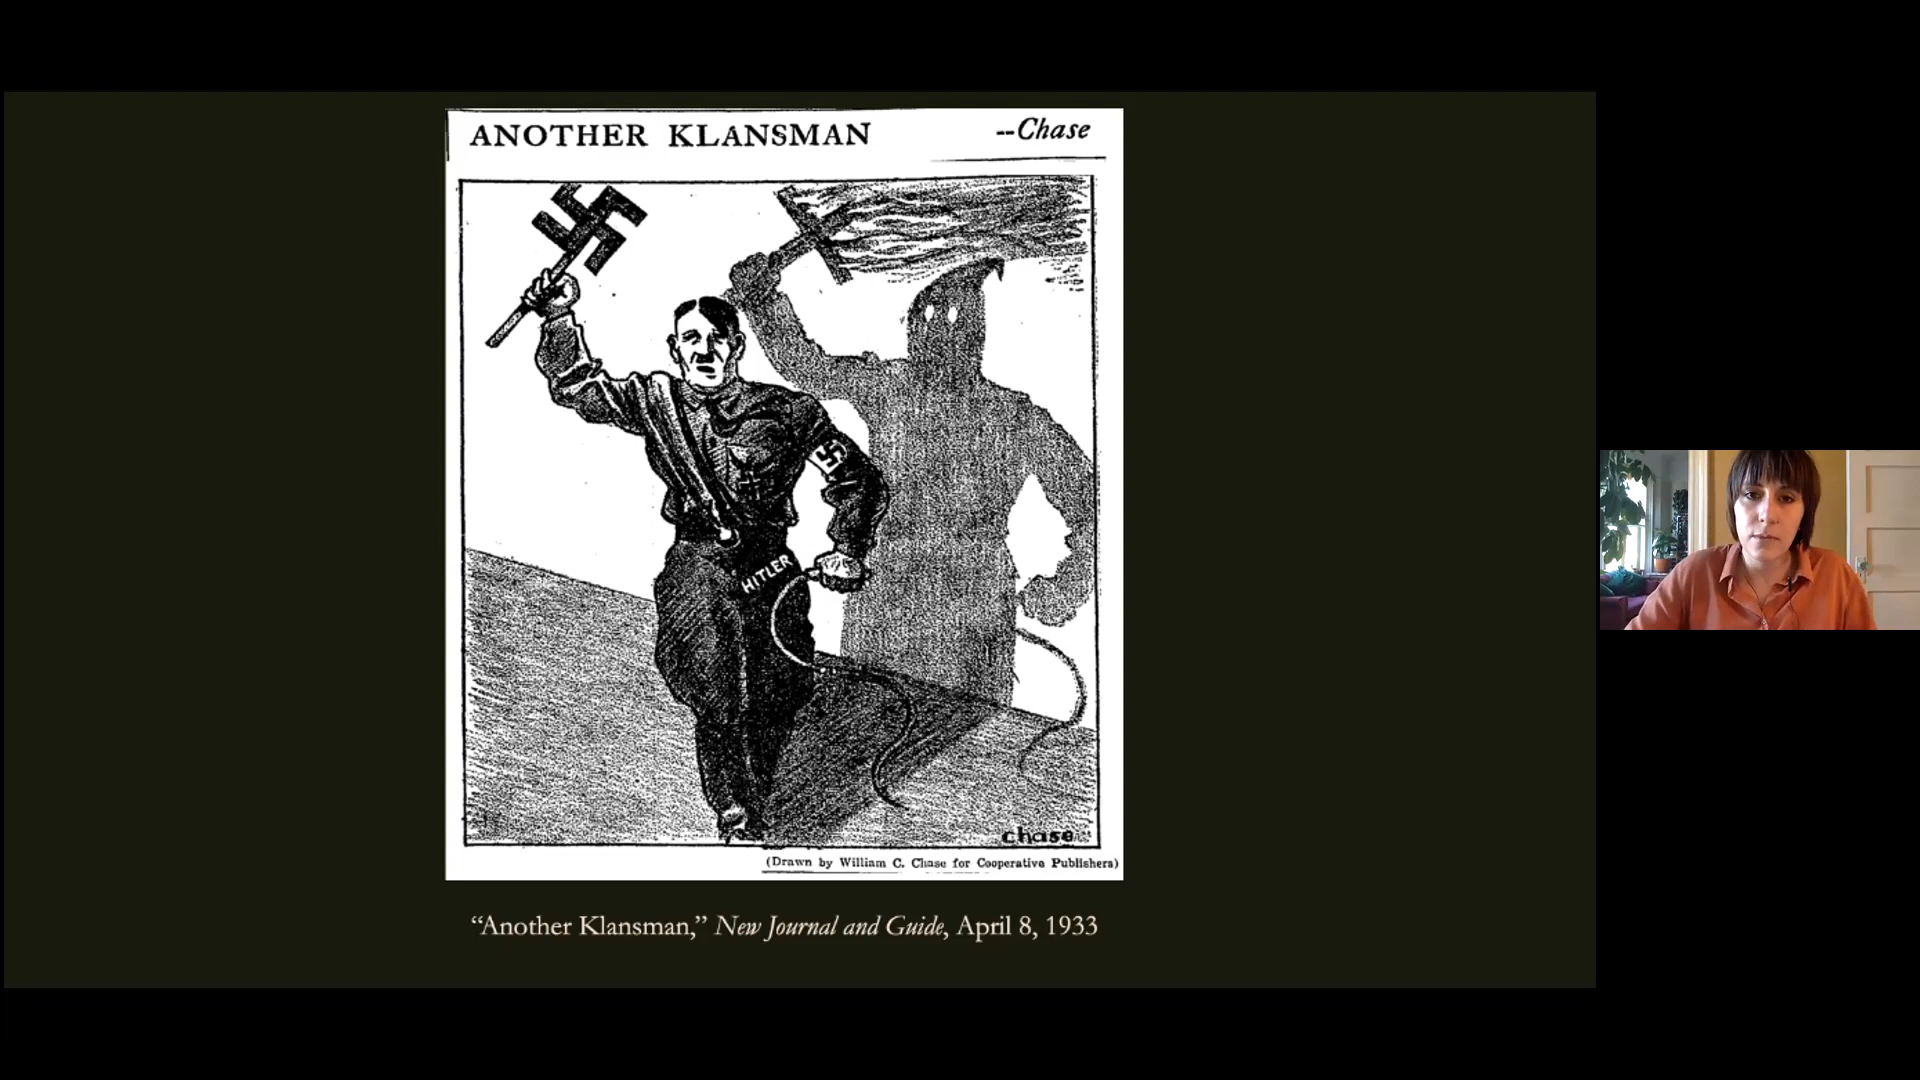 ANOTHER KLANSMAN --Chase
HITLER
chase
(Drawn by William C. Chase for Cooperative Publishers)
“Another Klansman,” New Journal and Guide, April 8, 1933